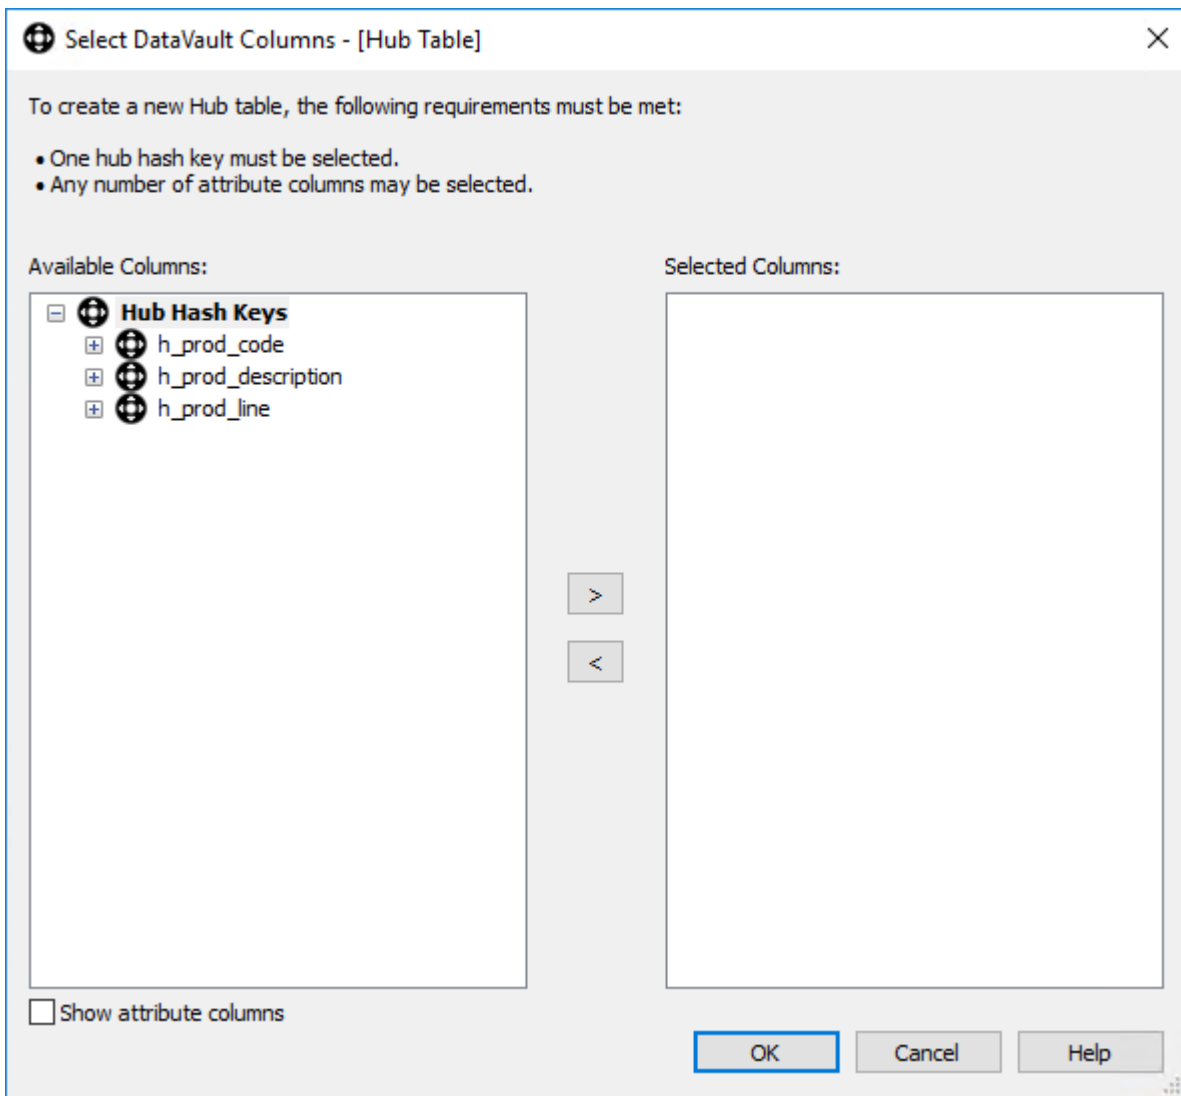 Select DataVault Columns - [Hub Table]
To create a new Hub table, the following requirements must be met:
• One hub hash key must be selected.
• Any number of attribute columns may be selected.
Available Columns:
Selected Columns:
Hub Hash Keys
h_prod_code
h_prod_description
h_prod_line
>
<
Show attribute columns
OK
Cancel
Help